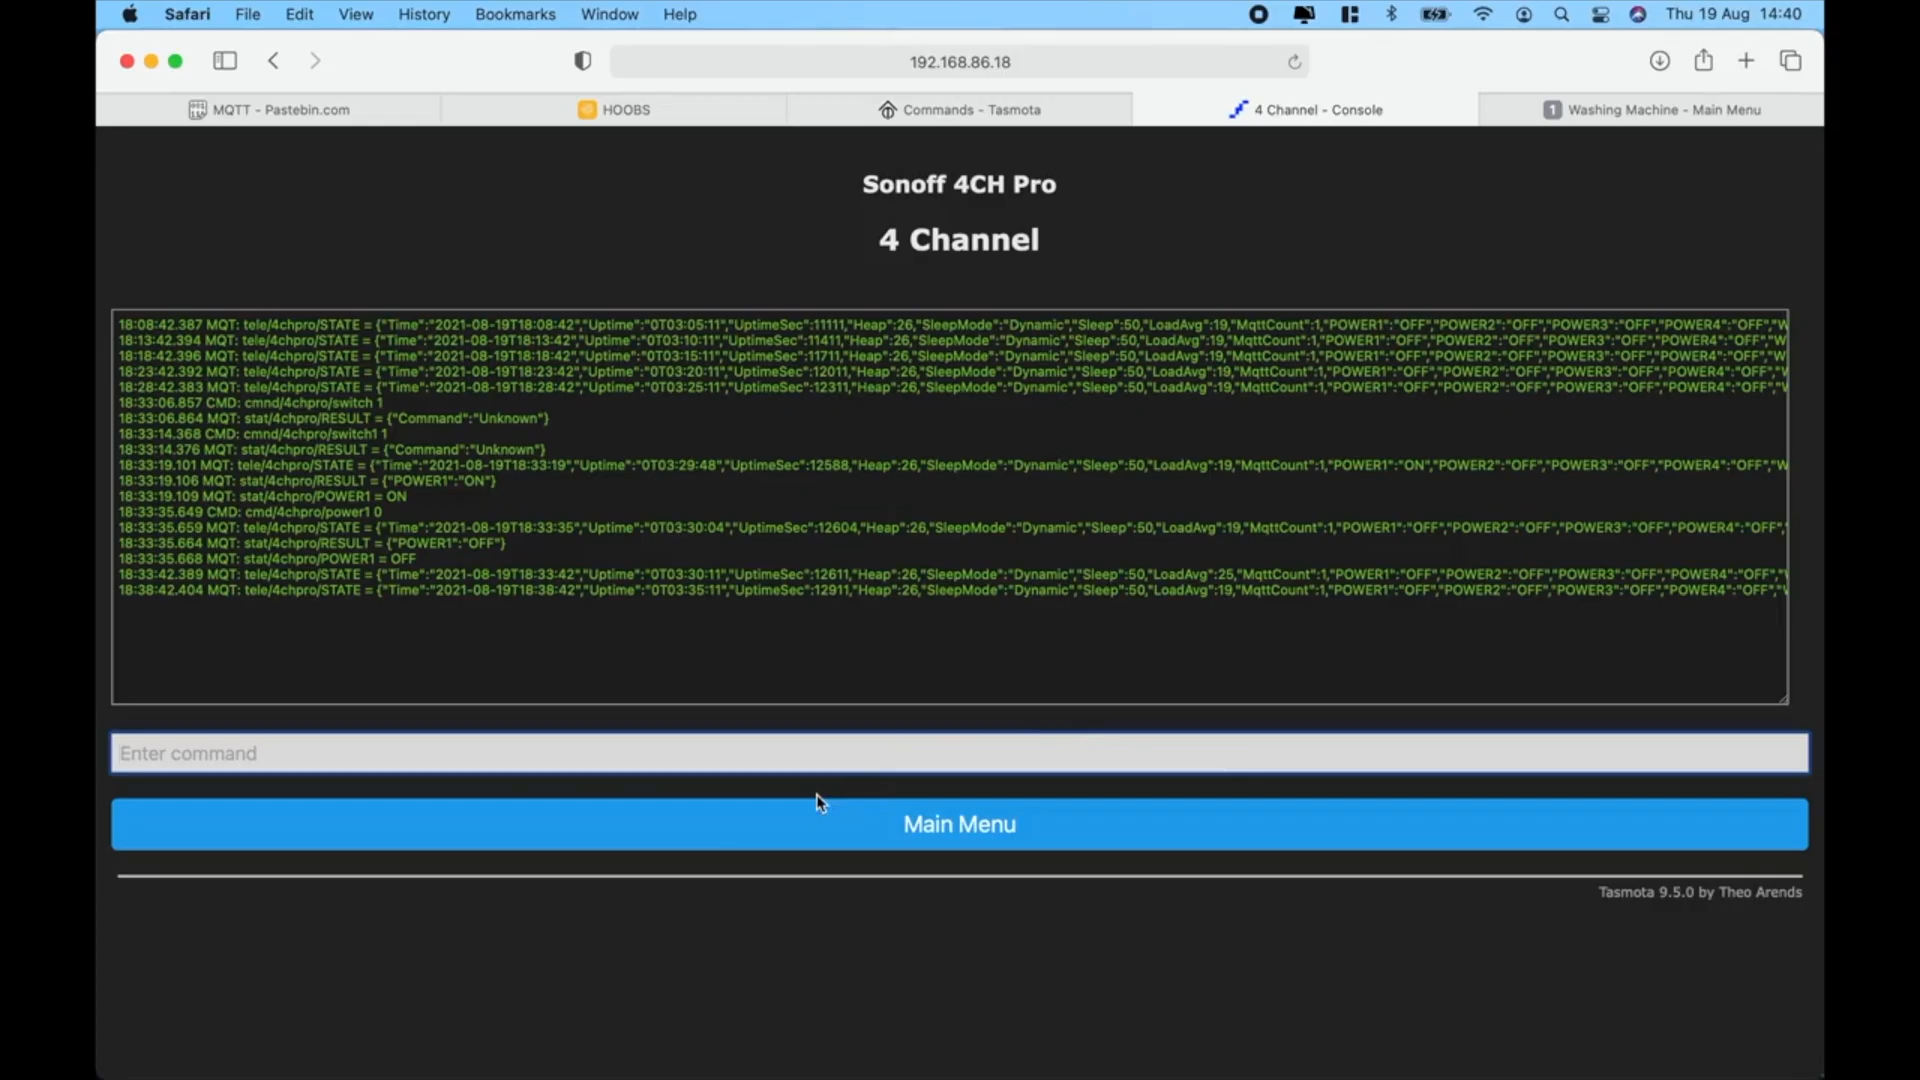 Safari File Edit View History Bookmarks Window Help Thu 19 Aug 14:40
192.168.86.18
MQTT - Pastebin.com HOOBS Commands - Tasmota 4 Channel - Console 1 Washing Machine - Main Menu
Sonoff 4CH Pro
4 Channel
18:08:42.387 MQT: tele/4chpro/STATE = {"Time":"2021-08-19T18:08:42","Uptime":"0T03:05:11","UptimeSec":11111,"Heap":26,"SleepMode":"Dynamic","Sleep":50,"LoadAvg":19,"MqttCount":1,"POWER1":"OFF","POWER2":"OFF","POWER3":"OFF","POWER4":"OFF","W
18:13:42.394 MQT: tele/4chpro/STATE = {"Time":"2021-08-19T18:13:42","Uptime":"0T03:10:11","UptimeSec":11411,"Heap":26,"SleepMode":"Dynamic","Sleep":50,"LoadAvg":19,"MqttCount":1,"POWER1":"OFF","POWER2":"OFF","POWER3":"OFF","POWER4":"OFF","W
18:18:42.396 MQT: tele/4chpro/STATE = {"Time":"2021-08-19T18:18:42","Uptime":"0T03:15:11","UptimeSec":11711,"Heap":26,"SleepMode":"Dynamic","Sleep":50,"LoadAvg":19,"MqttCount":1,"POWER1":"OFF","POWER2":"OFF","POWER3":"OFF","POWER4":"OFF","W
18:23:42.392 MQT: tele/4chpro/STATE = {"Time":"2021-08-19T18:23:42","Uptime":"0T03:20:11","UptimeSec":12011,"Heap":26,"SleepMode":"Dynamic","Sleep":50,"LoadAvg":19,"MqttCount":1,"POWER1":"OFF","POWER2":"OFF","POWER3":"OFF","POWER4":"OFF","W
18:28:42.383 MQT: tele/4chpro/STATE = {"Time":"2021-08-19T18:28:42","Uptime":"0T03:25:11","UptimeSec":12311,"Heap":26,"SleepMode":"Dynamic","Sleep":50,"LoadAvg":19,"MqttCount":1,"POWER1":"OFF","POWER2":"OFF","POWER3":"OFF","POWER4":"OFF","W
18:33:06.857 CMD: cmnd/4chpro/switch 1
18:33:06.864 MQT: stat/4chpro/RESULT = {"Command":"Unknown"}
18:33:14.368 CMD: cmnd/4chpro/switch1 1
18:33:14.376 MQT: stat/4chpro/RESULT = {"Command":"Unknown"}
18:33:19.101 MQT: tele/4chpro/STATE = {"Time":"2021-08-19T18:33:19","Uptime":"0T03:29:48","UptimeSec":12588,"Heap":26,"SleepMode":"Dynamic","Sleep":50,"LoadAvg":19,"MqttCount":1,"POWER1":"ON","POWER2":"OFF","POWER3":"OFF","POWER4":"OFF","W
18:33:19.106 MQT: stat/4chpro/RESULT = {"POWER1":"ON"}
18:33:19.109 MQT: stat/4chpro/POWER1 = ON
18:33:35.649 CMD: cmd/4chpro/power1 0
18:33:35.659 MQT: tele/4chpro/STATE = {"Time":"2021-08-19T18:33:35","Uptime":"0T03:30:04","UptimeSec":12604,"Heap":26,"SleepMode":"Dynamic","Sleep":50,"LoadAvg":19,"MqttCount":1,"POWER1":"OFF","POWER2":"OFF","POWER3":"OFF","POWER4":"OFF","
18:33:35.664 MQT: stat/4chpro/RESULT = {"POWER1":"OFF"}
18:33:35.668 MQT: stat/4chpro/POWER1 = OFF
18:33:42.389 MQT: tele/4chpro/STATE = {"Time":"2021-08-19T18:33:42","Uptime":"0T03:30:11","UptimeSec":12611,"Heap":26,"SleepMode":"Dynamic","Sleep":50,"LoadAvg":25,"MqttCount":1,"POWER1":"OFF","POWER2":"OFF","POWER3":"OFF","POWER4":"OFF","
18:38:42.404 MQT: tele/4chpro/STATE = {"Time":"2021-08-19T18:38:42","Uptime":"0T03:35:11","UptimeSec":12911,"Heap":26,"SleepMode":"Dynamic","Sleep":50,"LoadAvg":19,"MqttCount":1,"POWER1":"OFF","POWER2":"OFF","POWER3":"OFF","POWER4":"OFF","
Enter command
Main Menu
Tasmota 9.5.0 by Theo Arends